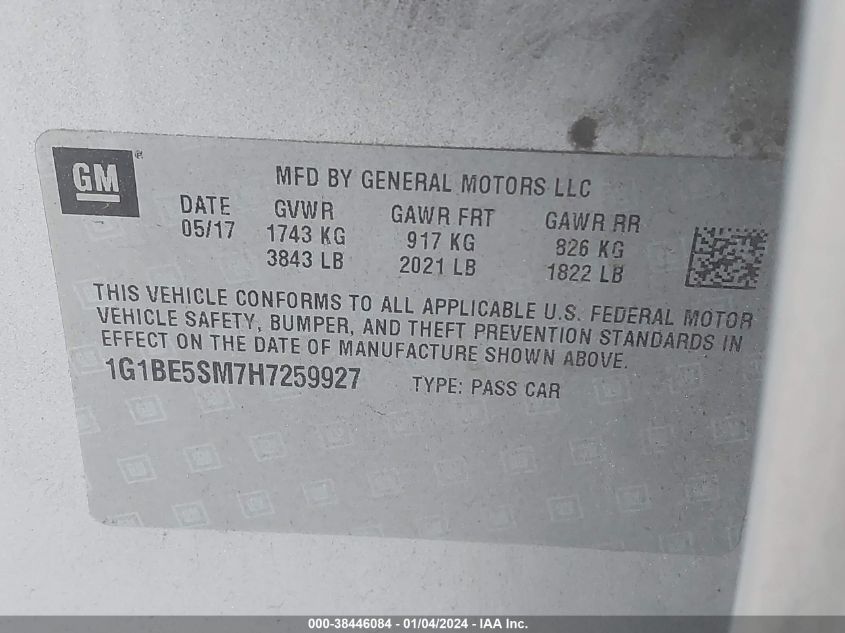 GM®
MFD BY GENERAL MOTORS LLC
DATE GVWR GAWR FRT GAWR RR
05/17 1743 KG 917 KG 826 KG
3843 LB 2021 LB 1822 LB
THIS VEHICLE CONFORMS TO ALL APPLICABLE U.S. FEDERAL MOTOR
VEHICLE SAFETY, BUMPER, AND THEFT PREVENTION STANDARDS IN
EFFECT ON THE DATE OF MANUFACTURE SHOWN ABOVE.
1G1BE5SM7H7259927 TYPE: PASS CAR
000-38446084 - 01/04/2024 - IAA Inc.